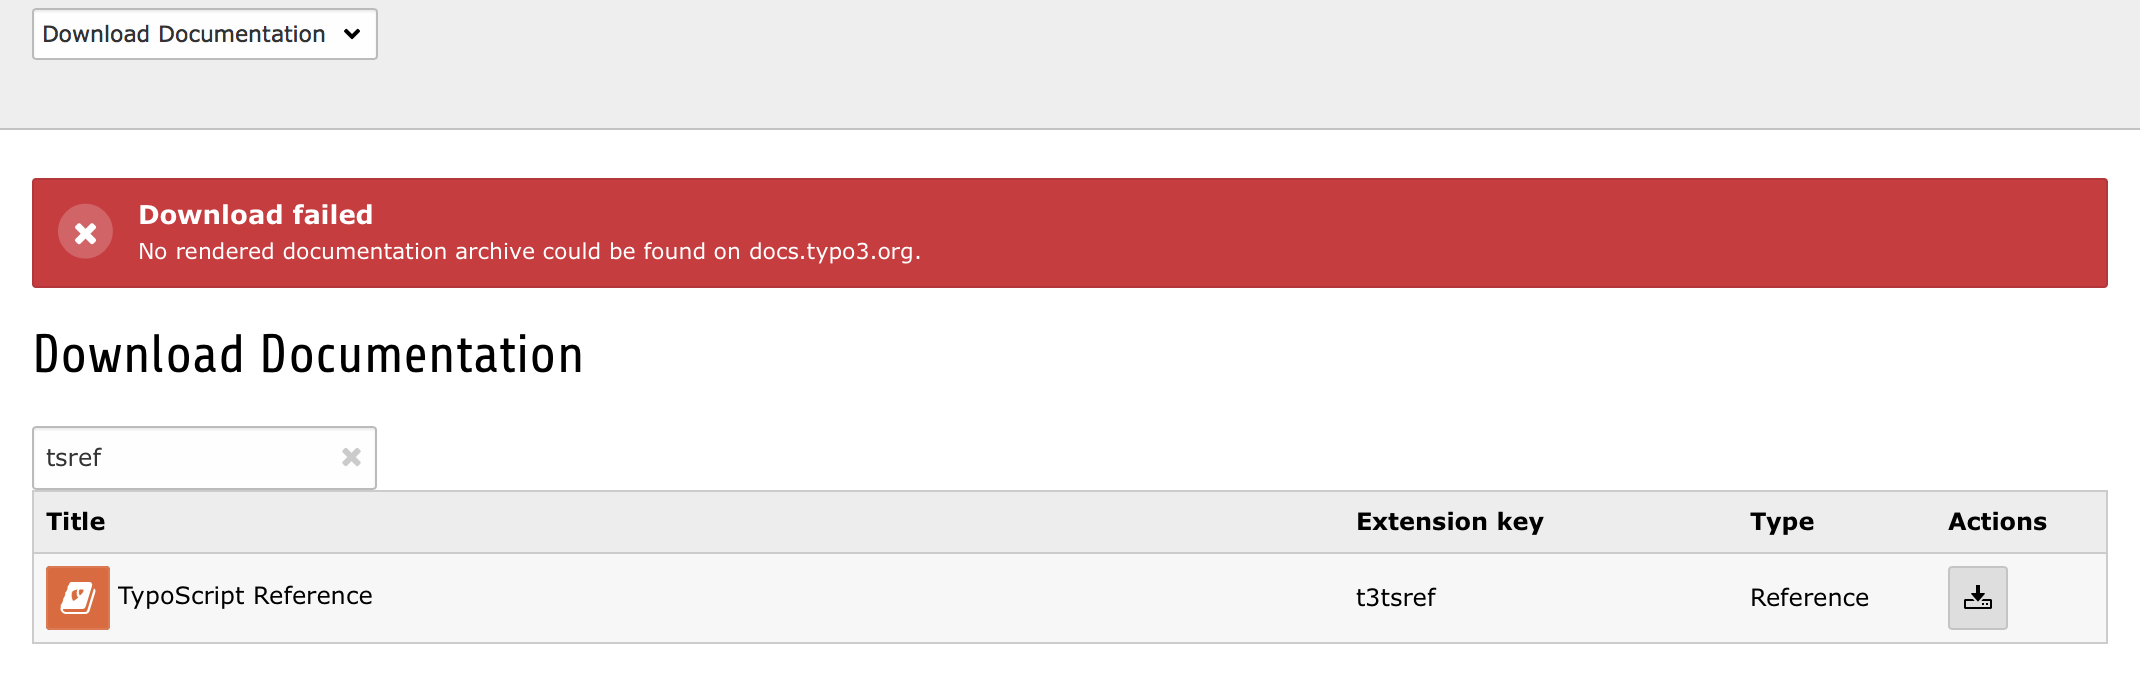 Download Documentation
Download failed
No rendered documentation archive could be found on docs.typo3.org.
Download Documentation
tsref
Title Extension key Type Actions
TypoScript Reference t3tsref Reference